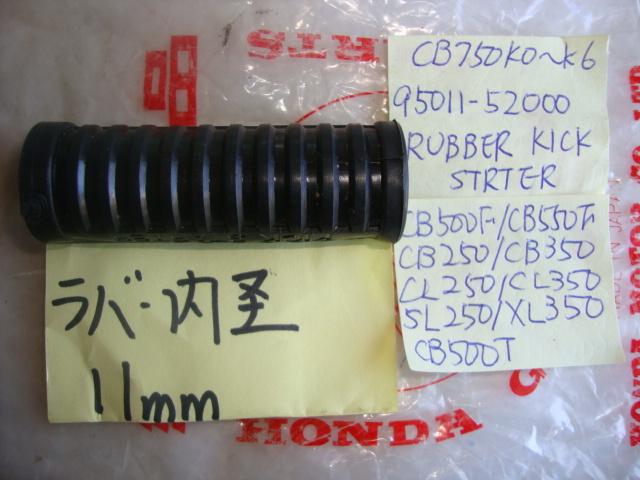 CB750K0~K6
95011-52000
RUBBER KICK
STRTER
CB500F/CB550F
CB250/CB350
CL250/CL350
SL250/XL350
CB500T
ラバー内径
11mm
HONDA